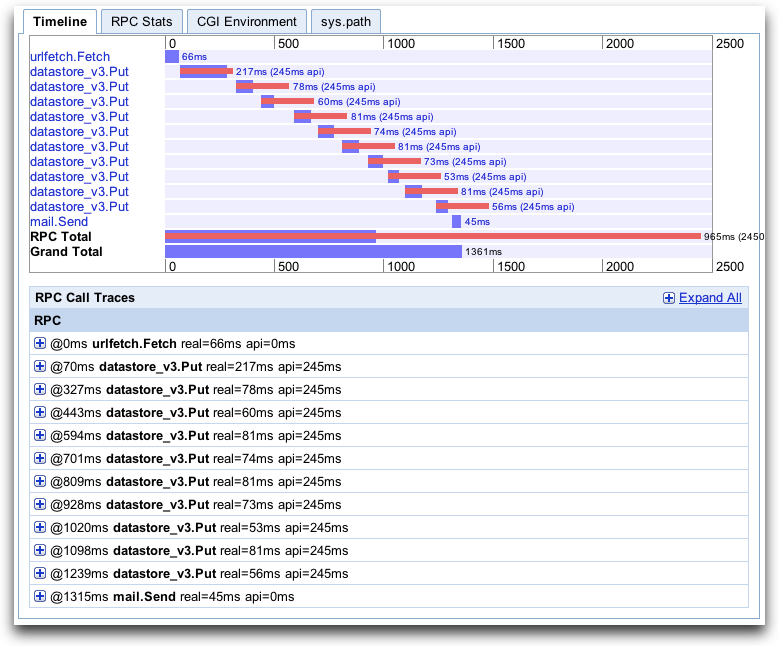 Timeline RPC Stats CGI Environment sys.path
0 500 1000 1500 2000 2500
urlfetch.Fetch 66ms
datastore_v3.Put 217ms (245ms api)
datastore_v3.Put 78ms (245ms api)
datastore_v3.Put 60ms (245ms api)
datastore_v3.Put 81ms (245ms api)
datastore_v3.Put 74ms (245ms api)
datastore_v3.Put 81ms (245ms api)
datastore_v3.Put 73ms (245ms api)
datastore_v3.Put 53ms (245ms api)
datastore_v3.Put 81ms (245ms api)
datastore_v3.Put 56ms (245ms api)
mail.Send 45ms
RPC Total 965ms (2450
Grand Total 1361ms
0 500 1000 1500 2000 2500
RPC Call Traces Expand All
RPC
@0ms urlfetch.Fetch real=66ms api=0ms
@70ms datastore_v3.Put real=217ms api=245ms
@327ms datastore_v3.Put real=78ms api=245ms
@443ms datastore_v3.Put real=60ms api=245ms
@594ms datastore_v3.Put real=81ms api=245ms
@701ms datastore_v3.Put real=74ms api=245ms
@809ms datastore_v3.Put real=81ms api=245ms
@928ms datastore_v3.Put real=73ms api=245ms
@1020ms datastore_v3.Put real=53ms api=245ms
@1098ms datastore_v3.Put real=81ms api=245ms
@1239ms datastore_v3.Put real=56ms api=245ms
@1315ms mail.Send real=45ms api=0ms